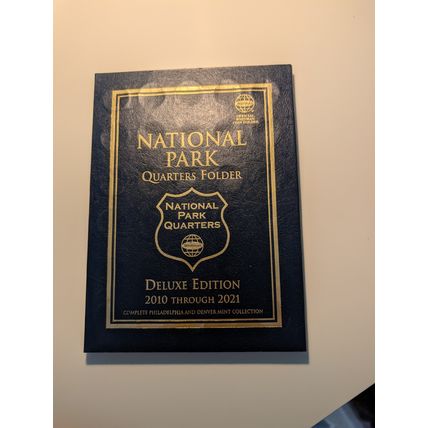 NATIONAL
PARK
QUARTERS FOLDER
NATIONAL
PARK
QUARTERS
DELUXE EDITION
2010 THROUGH 2021
COMPLETE PHILADELPHIA AND DENVER MINT COLLECTION